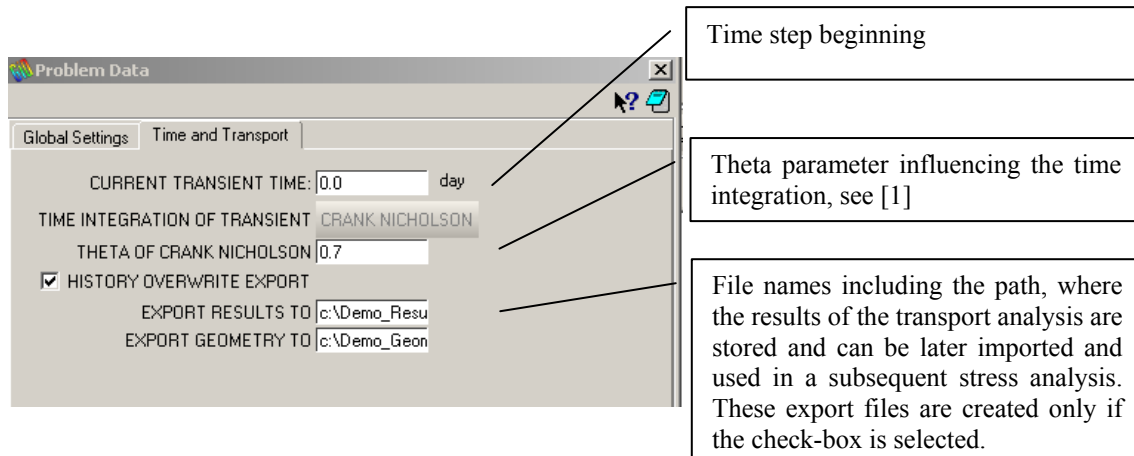 Problem Data
Global Settings
Time and Transport
CURRENT TRANSIENT TIME: 0.0 day
TIME INTEGRATION OF TRANSIENT CRANK NICHOLSON
THETA OF CRANK NICHOLSON 0.7
HISTORY OVERWRITE EXPORT
EXPORT RESULTS TO c:\Demo_Resu
EXPORT GEOMETRY TO c:\Demo_Geon
Time step beginning
Theta parameter influencing the time
integration, see [1]
File names including the path, where
the results of the transport analysis are
stored and can be later imported and
used in a subsequent stress analysis.
These export files are created only if
the check-box is selected.